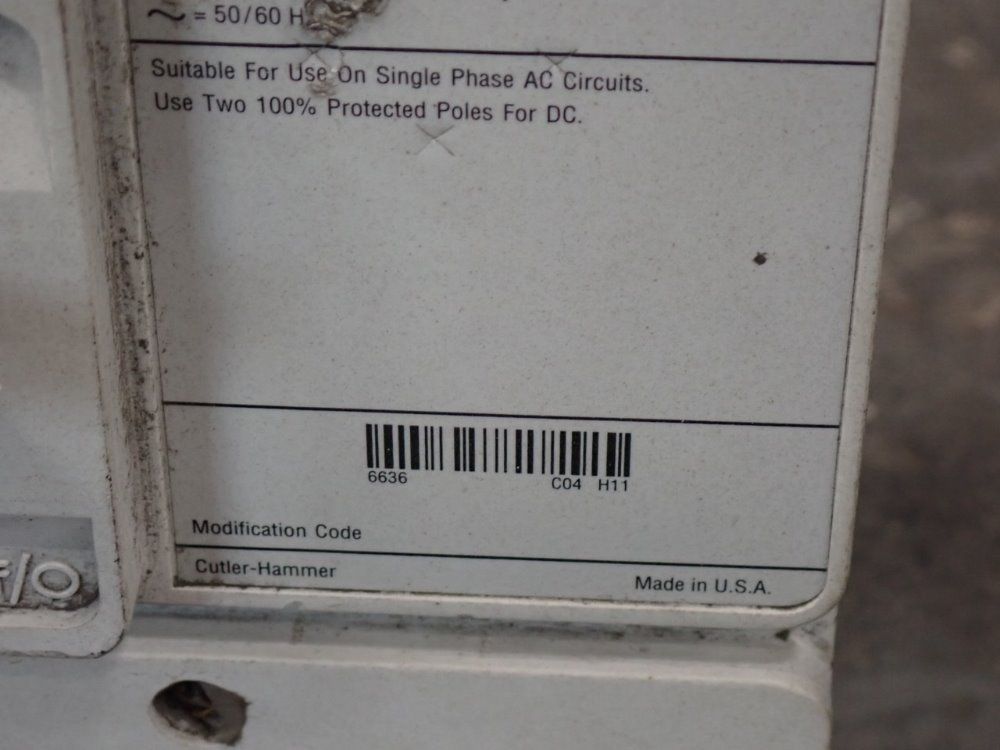 ~ = 50/60 H
Suitable For Use On Single Phase AC Circuits.
Use Two 100% Protected Poles For DC.
6636 C04 H11
Modification Code
Cutler-Hammer
Made in U.S.A.
f/O